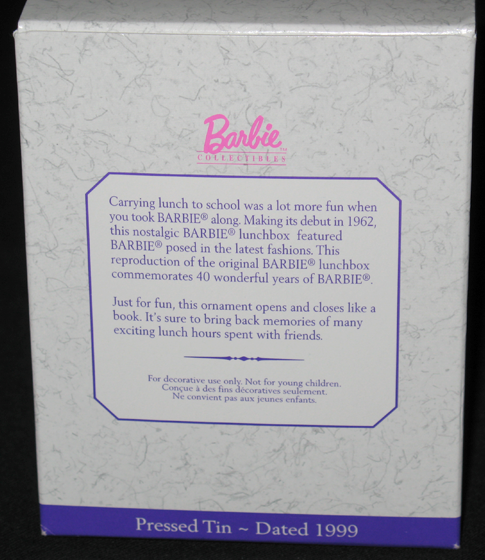 Barbie™
COLLECTIBLES
Carrying lunch to school was a lot more fun when
you took BARBIE® along. Making its debut in 1962,
this nostalgic BARBIE® lunchbox featured
BARBIE® posed in the latest fashions. This
reproduction of the original BARBIE® lunchbox
commemorates 40 wonderful years of BARBIE®.
Just for fun, this ornament opens and closes like a
book. It's sure to bring back memories of many
exciting lunch hours spent with friends.
For decorative use only. Not for young children.
Conçue à des fins décoratives seulement.
Ne convient pas aux jeunes enfants.
Pressed Tin ~ Dated 1999